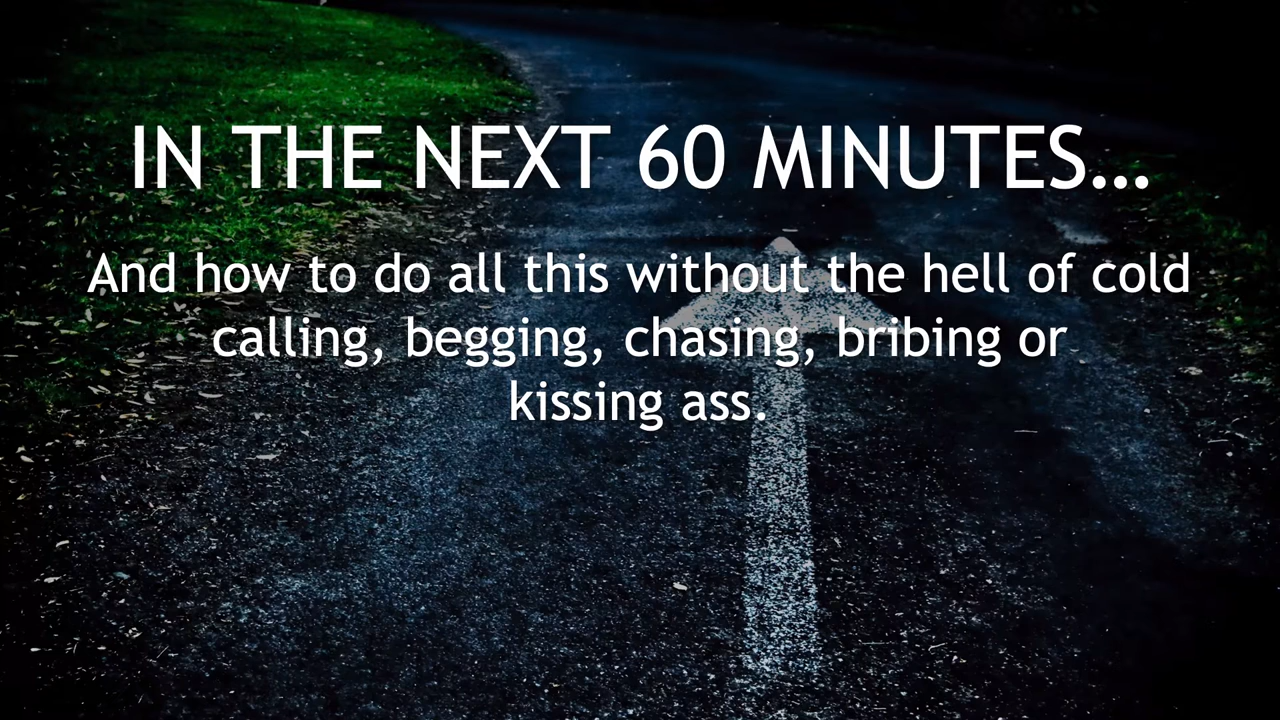 IN THE NEXT 60 MINUTES…
And how to do all this without the hell of cold
calling, begging, chasing, bribing or
kissing ass.